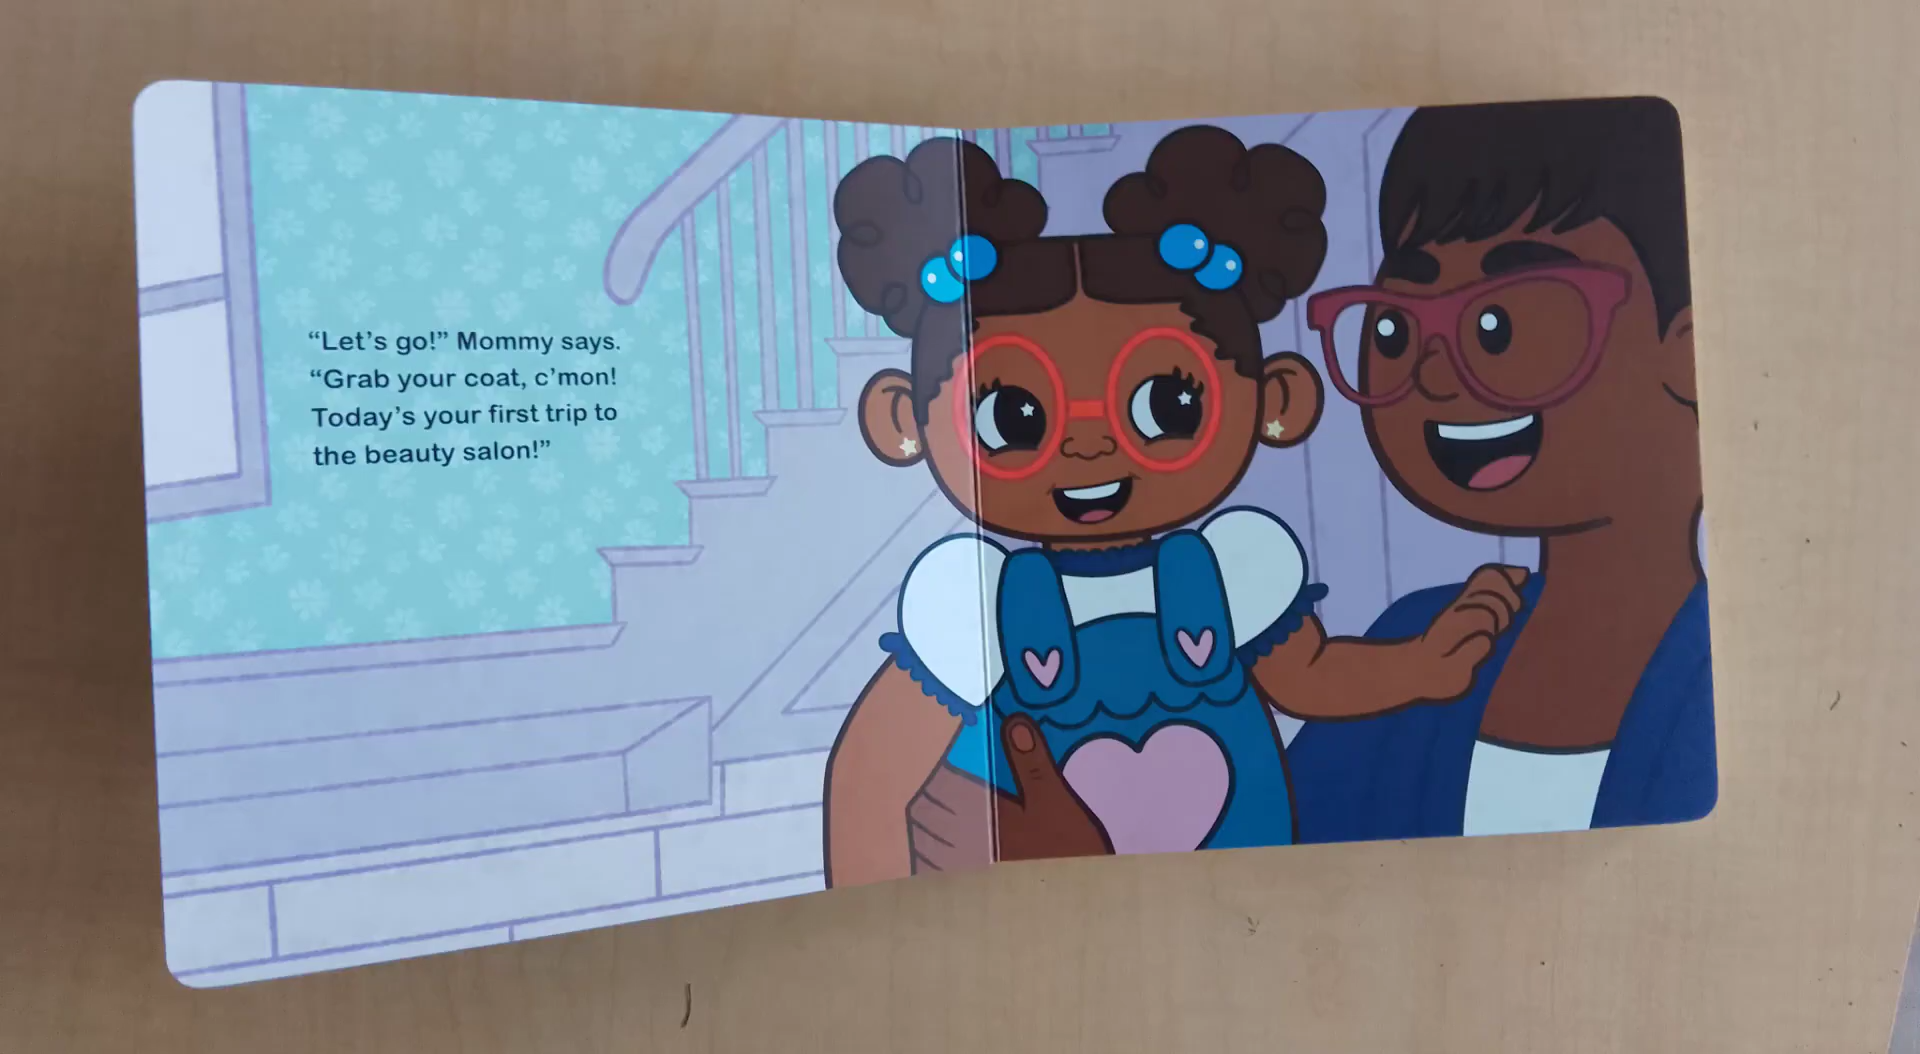 “Let’s go!” Mommy says.
“Grab your coat, c’mon!
Today’s your first trip to
the beauty salon!”